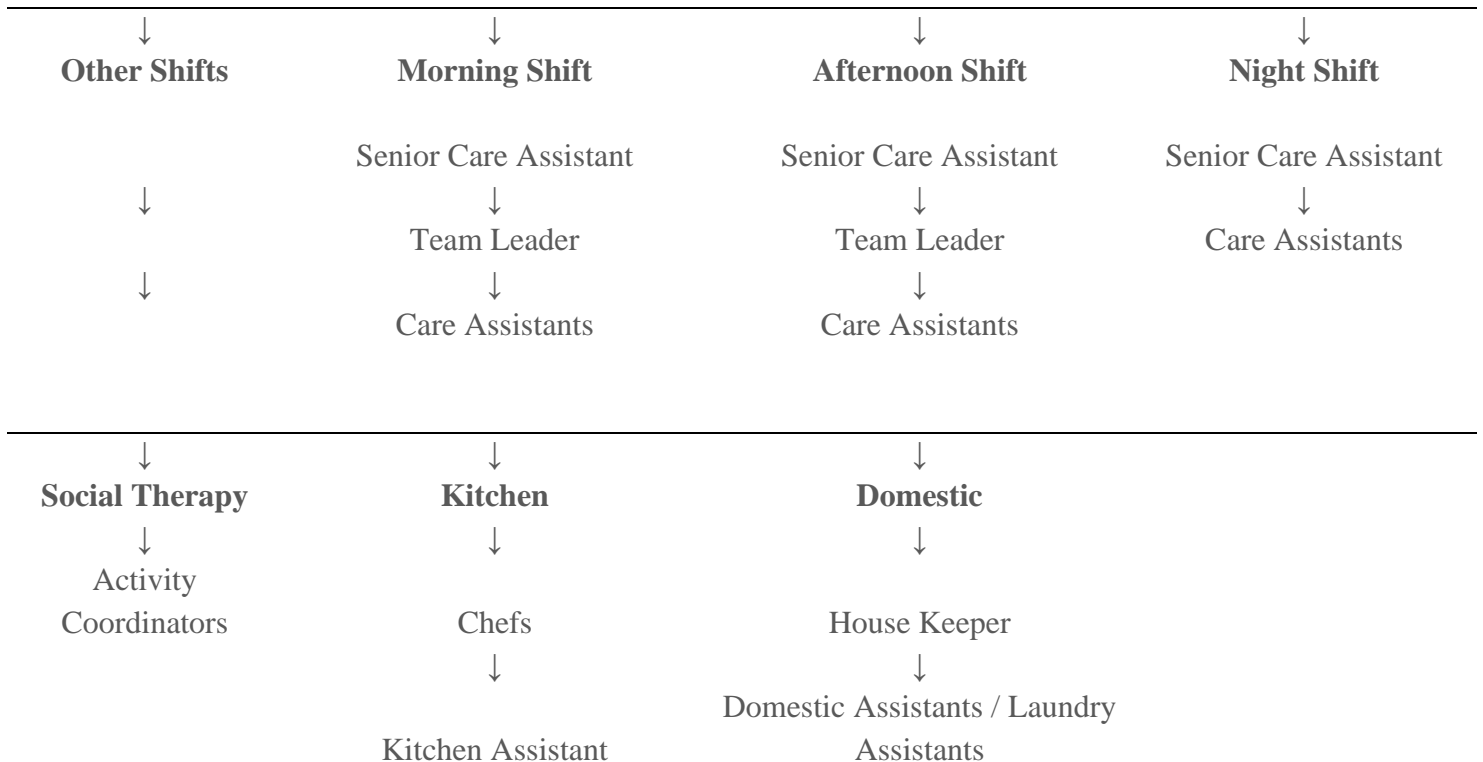 ↓ ↓ ↓ ↓
Other Shifts Morning Shift Afternoon Shift Night Shift
Senior Care Assistant Senior Care Assistant Senior Care Assistant
↓ ↓ ↓ ↓
Team Leader Team Leader Care Assistants
↓ ↓ ↓
Care Assistants Care Assistants
↓ ↓ ↓
Social Therapy Kitchen Domestic
↓ ↓ ↓
Activity
Coordinators Chefs House Keeper
↓ ↓
Domestic Assistants / Laundry
Kitchen Assistant Assistants